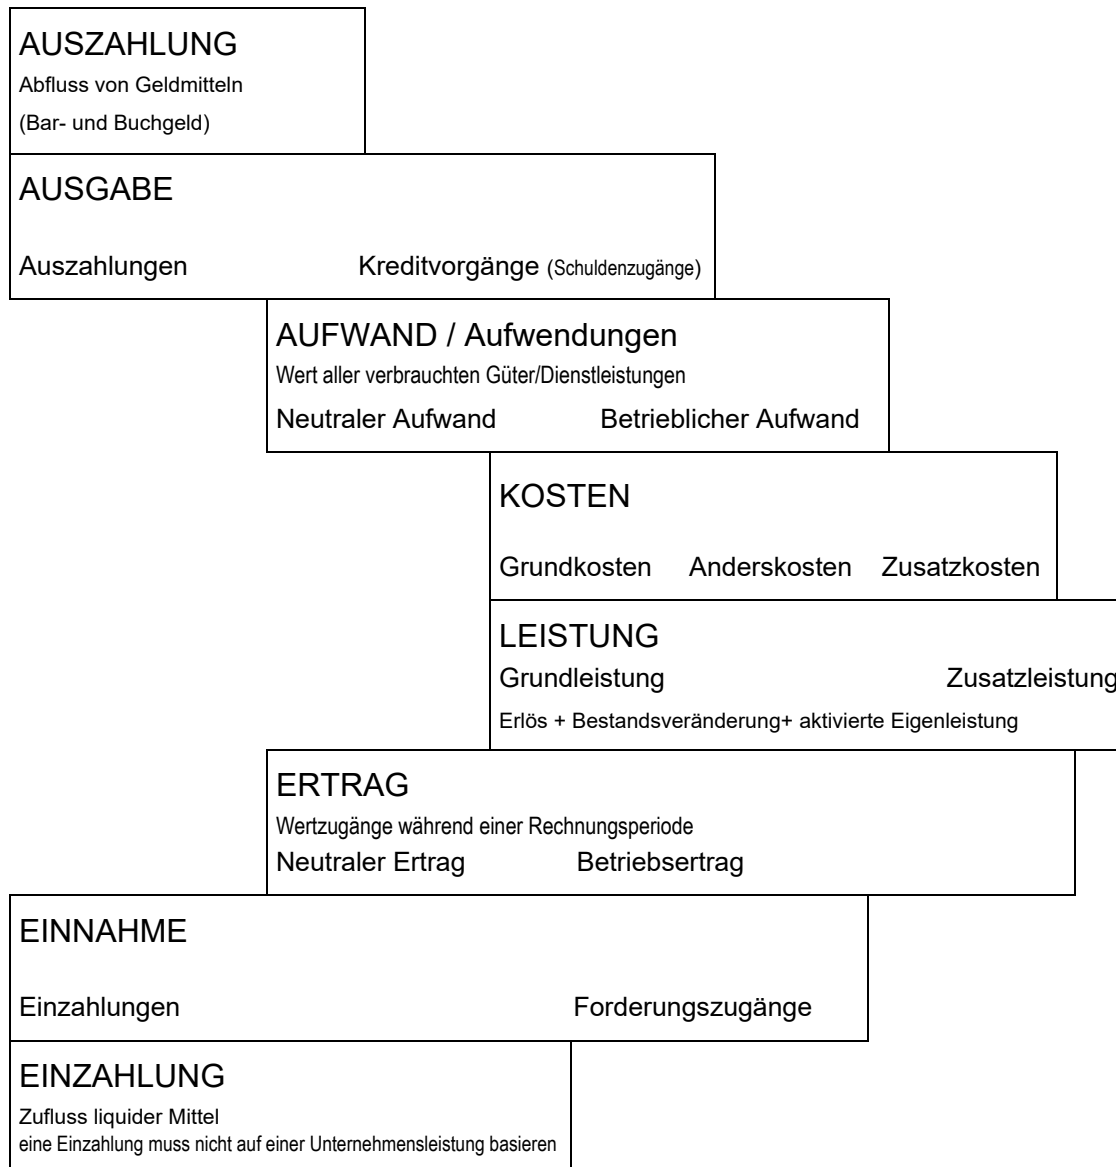 AUSZAHLUNG
Abfluss von Geldmitteln
(Bar- und Buchgeld)
AUSGABE
Auszahlungen Kreditvorgänge (Schuldenzugänge)
AUFWAND / Aufwendungen
Wert aller verbrauchten Güter/Dienstleistungen
Neutraler Aufwand Betrieblicher Aufwand
KOSTEN
Grundkosten Anderskosten Zusatzkosten
LEISTUNG
Grundleistung Zusatzleistung
Erlös + Bestandsveränderung+ aktivierte Eigenleistung
ERTRAG
Wertzugänge während einer Rechnungsperiode
Neutraler Ertrag Betriebsertrag
EINNAHME
Einzahlungen Forderungszugänge
EINZAHLUNG
Zufluss liquider Mittel
eine Einzahlung muss nicht auf einer Unternehmensleistung basieren